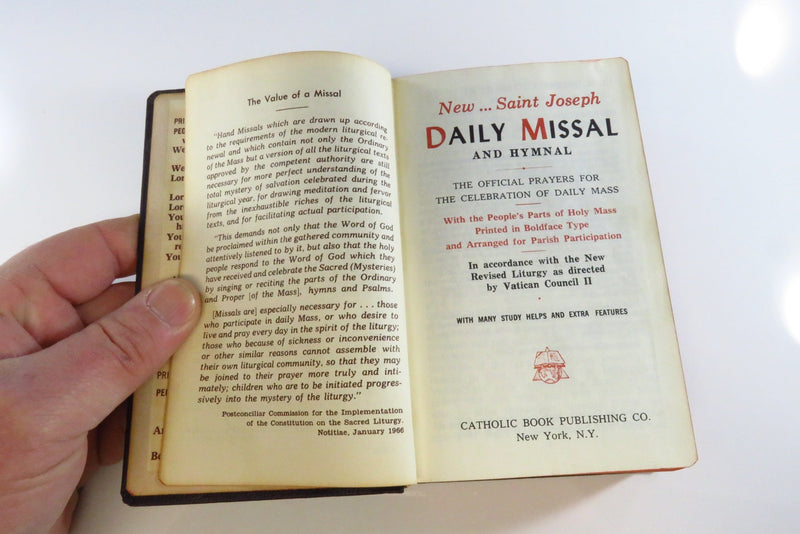 PR
PE
We
We
Lor
Lor
You
ha
You
PR
PE
A
B
The Value of a Missal
"Hand Missals which are drawn up according
to the requirements of the modern liturgical re-
newal and which contain not only the Ordinary
of the Mass but a version of all the liturgical texts
approved by the competent authority are still
necessary for more perfect understanding of the
total mystery of salvation celebrated during the
liturgical year, for drawing meditation and fervor
from the inexhaustible riches of the liturgical
texts, and for facilitating actual participation.
"This demands not only that the Word of God
be proclaimed within the gathered community and
attentively listened to by it, but also that the holy
people respond to the Word of God which they
have received and celebrate the Sacred (Mysteries)
by singing or reciting the parts of the Ordinary
and Proper [of the Mass], hymns and Psalms.
[Missals are] especially necessary for . . . those
who participate in daily Mass, or who desire to
live and pray every day in the spirit of the liturgy;
those who because of sickness or inconvenience
or other similar reasons cannot assemble with
their own liturgical community, so that they may
be joined to their prayer more truly and inti-
mately; children who are to be initiated progres-
sively into the mystery of the liturgy."
Postconciliar Commission for the Implementation
of the Constitution on the Sacred Liturgy.
Notitiae, January 1966
New ... Saint Joseph
DAILY MISSAL
AND HYMNAL
THE OFFICIAL PRAYERS FOR
THE CELEBRATION OF DAILY MASS
With the People's Parts of Holy Mass
Printed in Boldface Type
and Arranged for Parish Participation
In accordance with the New
Revised Liturgy as directed
by Vatican Council II
WITH MANY STUDY HELPS AND EXTRA FEATURES
CATHOLIC BOOK PUBLISHING CO.
New York, N.Y.